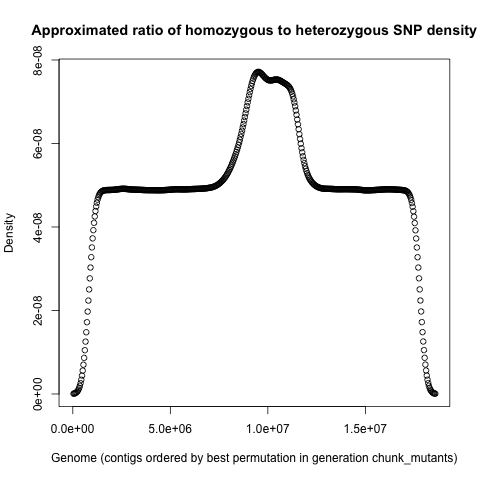 Approximated ratio of homozygous to heterozygous SNP density
8e-08
6e-08
4e-08
2e-08
0e+00
Density
0.0e+00 5.0e+06 1.0e+07 1.5e+07
Genome (contigs ordered by best permutation in generation chunk_mutants)